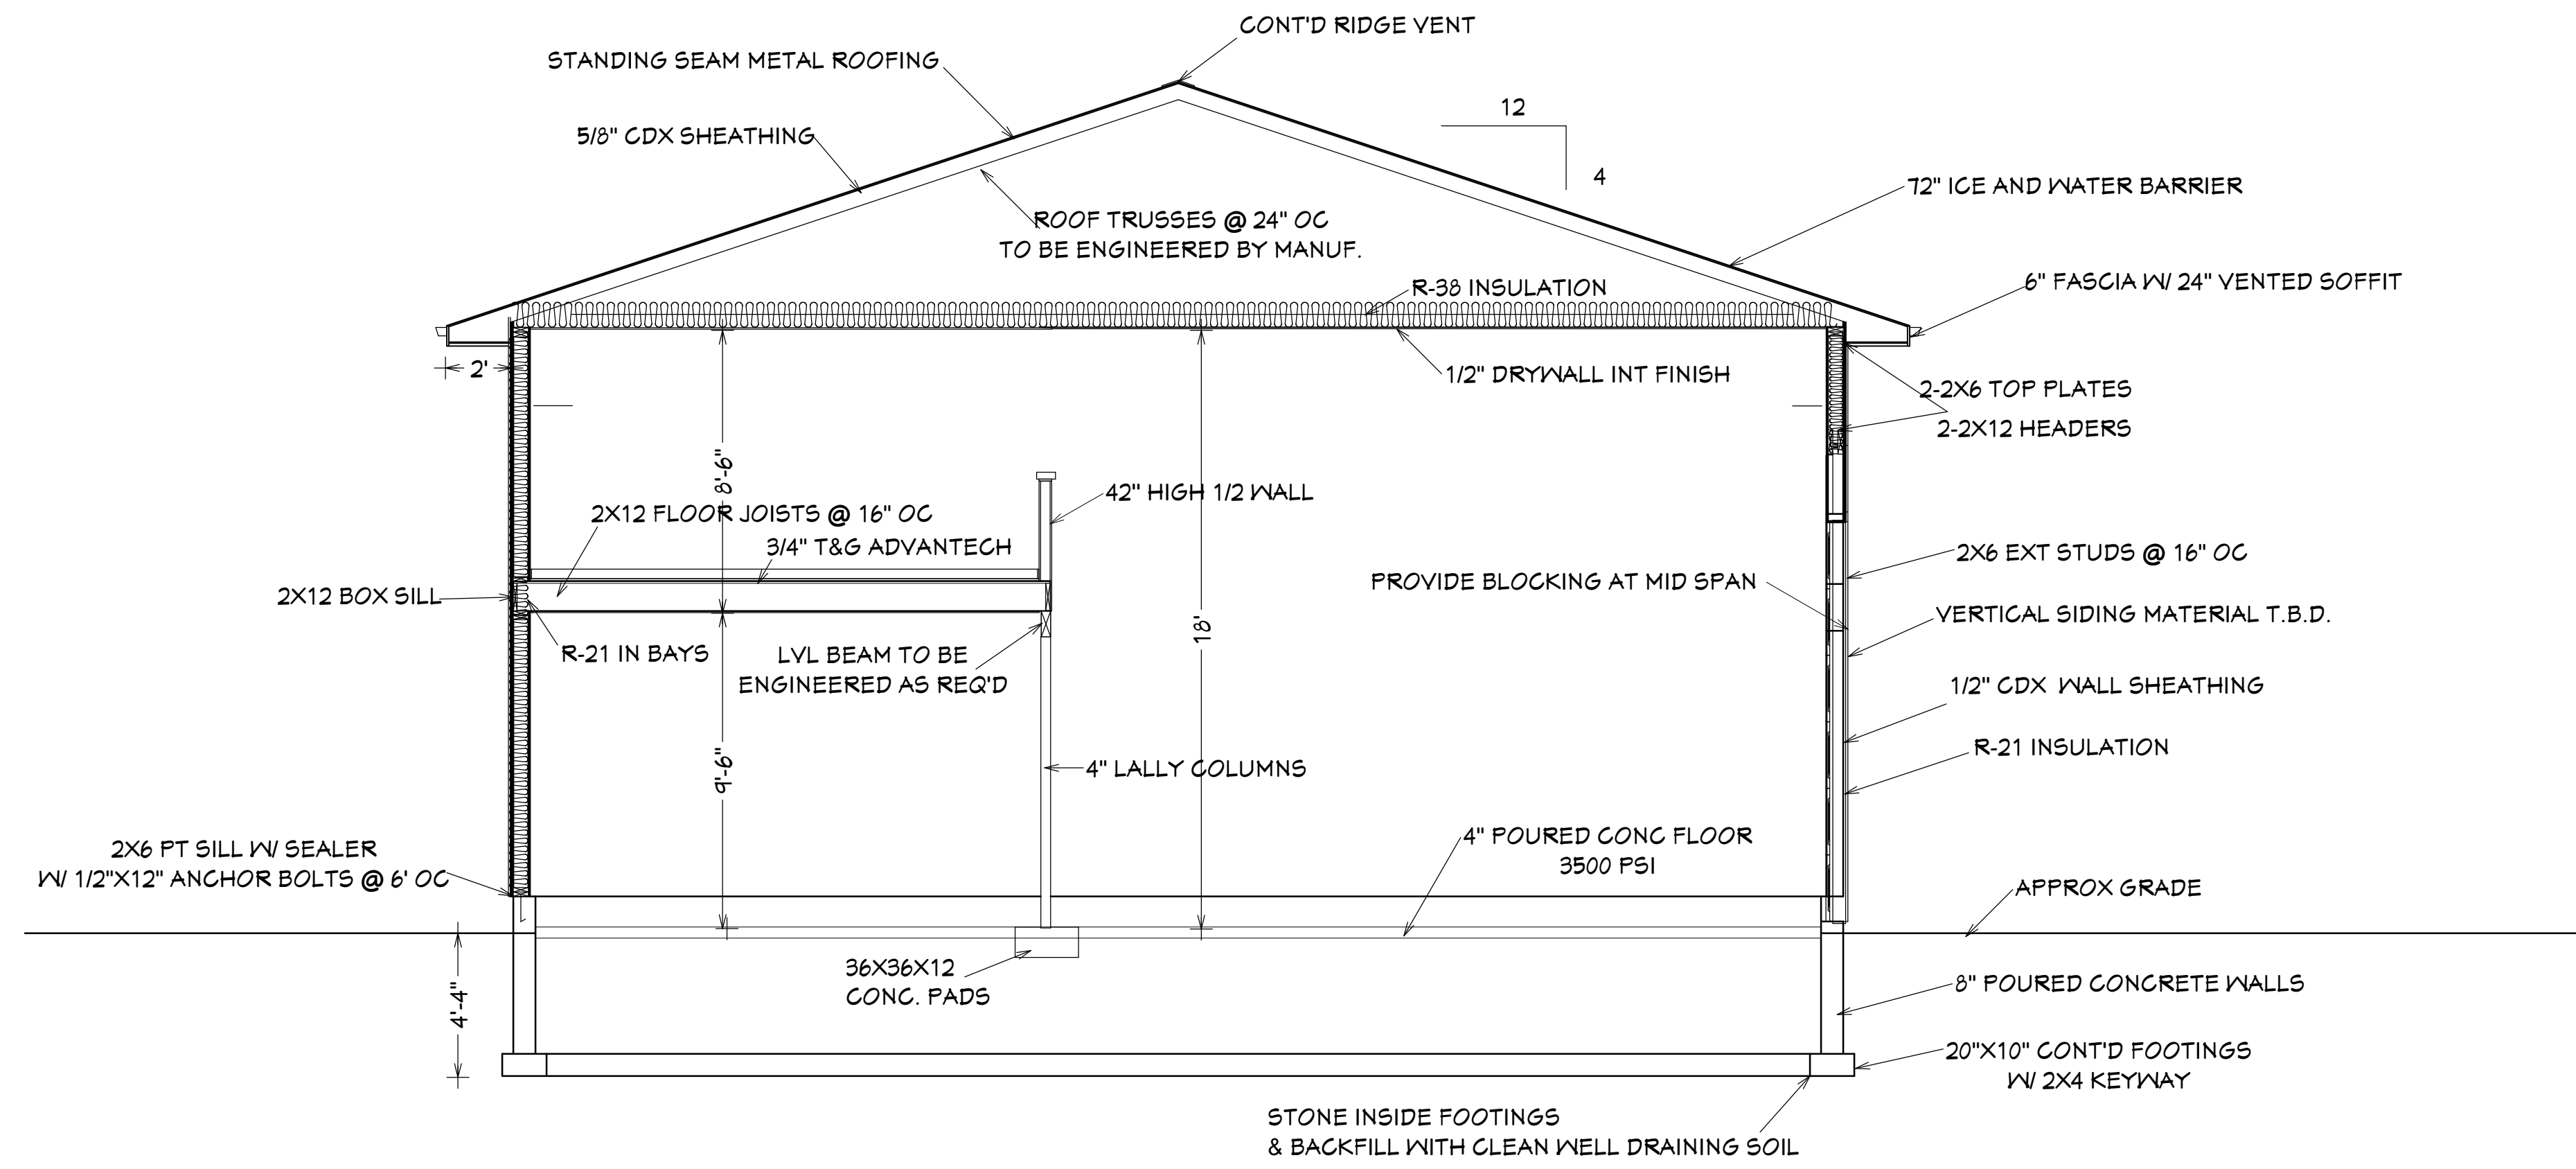 CONT'D RIDGE VENT
STANDING SEAM METAL ROOFING
5/8" CDX SHEATHING
12
4
72" ICE AND WATER BARRIER
ROOF TRUSSES @ 24" OC
TO BE ENGINEERED BY MANUF.
R-38 INSULATION
6" FASCIA W/ 24" VENTED SOFFIT
2'
1/2" DRYWALL INT FINISH
2-2X6 TOP PLATES
2-2X12 HEADERS
8'-6"
42" HIGH 1/2 WALL
2X12 FLOOR JOISTS @ 16" OC
3/4" T&G ADVANTECH
2X6 EXT STUDS @ 16" OC
PROVIDE BLOCKING AT MID SPAN
2X12 BOX SILL
VERTICAL SIDING MATERIAL T.B.D.
18'
R-21 IN BAYS
LVL BEAM TO BE
ENGINEERED AS REQ'D
1/2" CDX WALL SHEATHING
R-21 INSULATION
9'-6"
4" LALLY COLUMNS
2X6 PT SILL W/ SEALER
W/ 1/2"X12" ANCHOR BOLTS @ 6' OC
4" POURED CONC FLOOR
3500 PSI
APPROX GRADE
36X36X12
CONC. PADS
4'-4"
8" POURED CONCRETE WALLS
20"X10" CONT'D FOOTINGS
W/ 2X4 KEYWAY
STONE INSIDE FOOTINGS
& BACKFILL WITH CLEAN WELL DRAINING SOIL